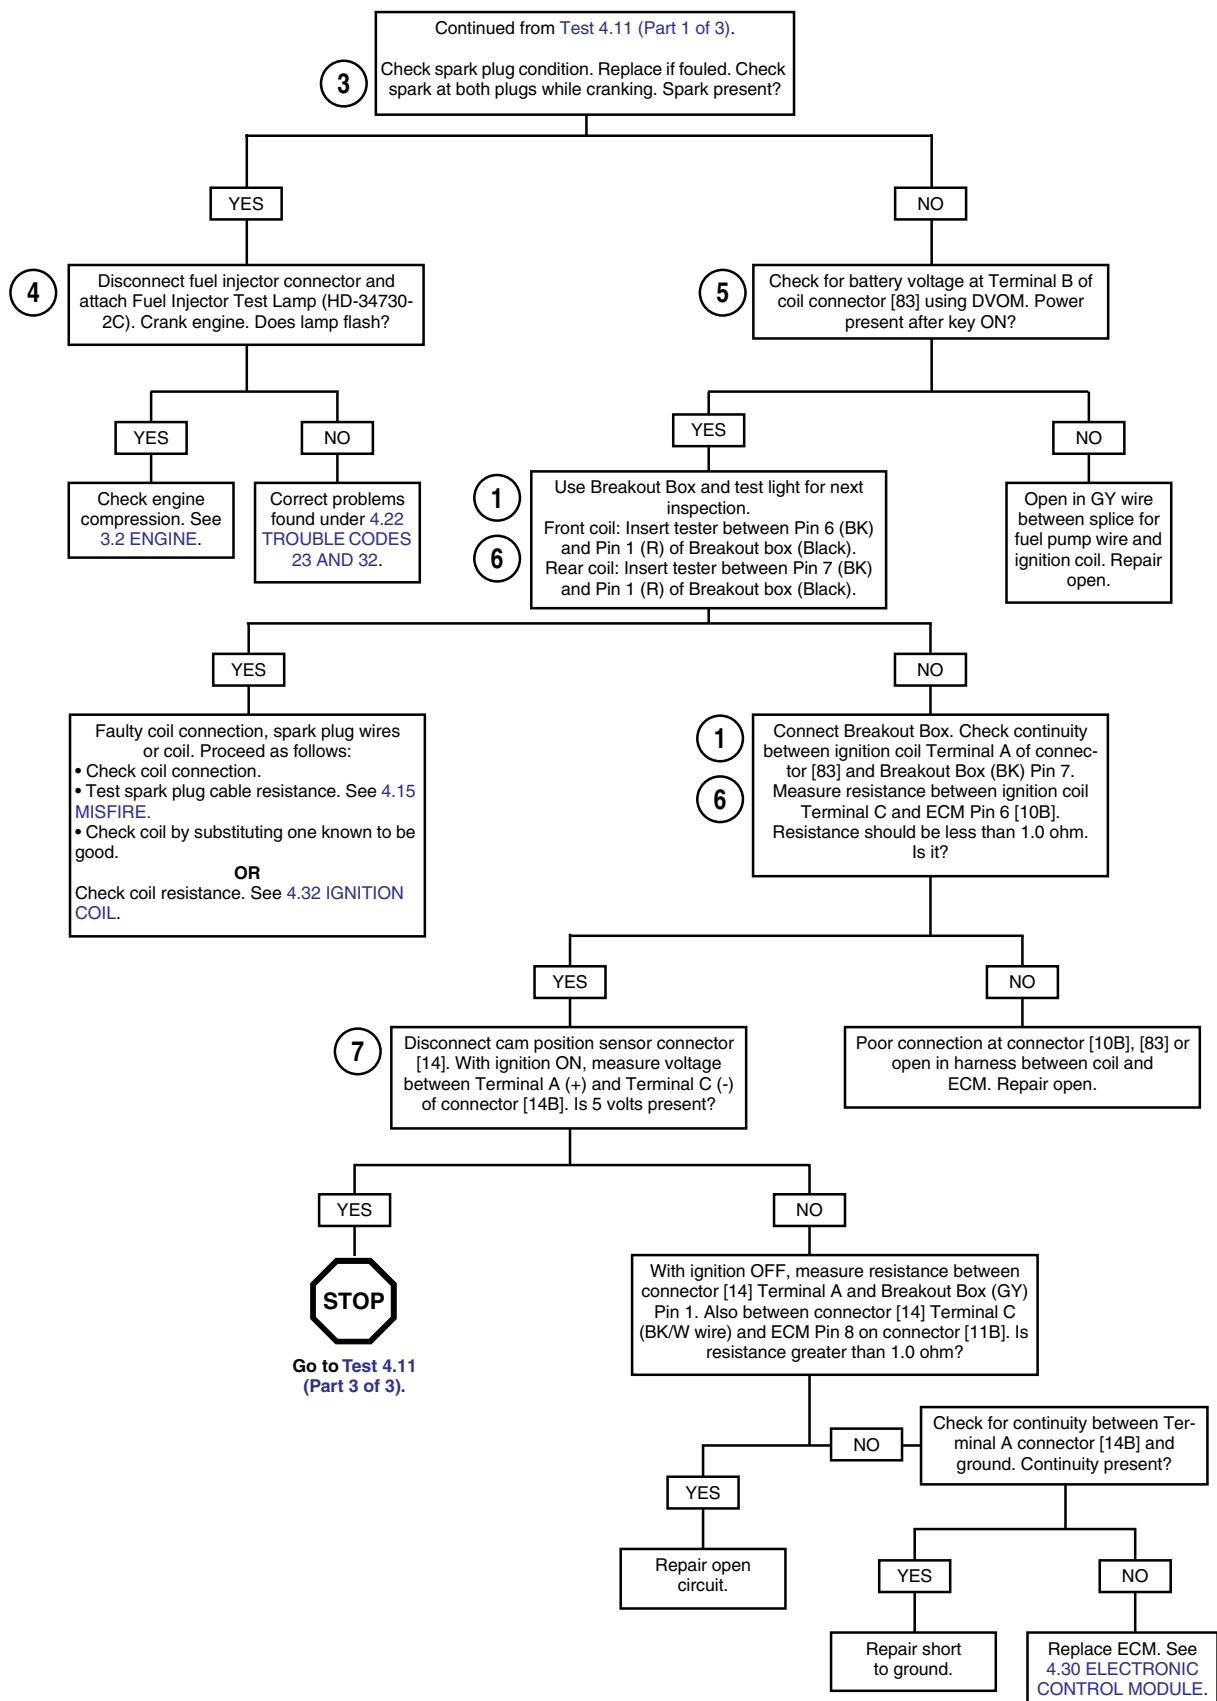 Continued from Test 4.11 (Part 1 of 3).
3
Check spark plug condition. Replace if fouled. Check
spark at both plugs while cranking. Spark present?
YES
NO
4
Disconnect fuel injector connector and
attach Fuel Injector Test Lamp (HD-34730-
2C). Crank engine. Does lamp flash?
5
Check for battery voltage at Terminal B of
coil connector [83] using DVOM. Power
present after key ON?
YES
NO
YES
NO
Check engine
compression. See
3.2 ENGINE.
Correct problems
found under 4.22
TROUBLE CODES
23 AND 32.
1
6
Use Breakout Box and test light for next
inspection.
Front coil: Insert tester between Pin 6 (BK)
and Pin 1 (R) of Breakout box (Black).
Rear coil: Insert tester between Pin 7 (BK)
and Pin 1 (R) of Breakout box (Black).
Open in GY wire
between splice for
fuel pump wire and
ignition coil. Repair
open.
YES
NO
Faulty coil connection, spark plug wires
or coil. Proceed as follows:
• Check coil connection.
• Test spark plug cable resistance. See 4.15
MISFIRE.
• Check coil by substituting one known to be
good.
OR
Check coil resistance. See 4.32 IGNITION
COIL.
1
6
Connect Breakout Box. Check continuity
between ignition coil Terminal A of connec-
tor [83] and Breakout Box (BK) Pin 7.
Measure resistance between ignition coil
Terminal C and ECM Pin 6 [10B].
Resistance should be less than 1.0 ohm.
Is it?
YES
NO
7
Disconnect cam position sensor connector
[14]. With ignition ON, measure voltage
between Terminal A (+) and Terminal C (-)
of connector [14B]. Is 5 volts present?
Poor connection at connector [10B], [83] or
open in harness between coil and
ECM. Repair open.
YES
NO
STOP
Go to Test 4.11
(Part 3 of 3).
With ignition OFF, measure resistance between
connector [14] Terminal A and Breakout Box (GY)
Pin 1. Also between connector [14] Terminal C
(BK/W wire) and ECM Pin 8 on connector [11B]. Is
resistance greater than 1.0 ohm?
NO
Check for continuity between Ter-
minal A connector [14B] and
ground. Continuity present?
YES
Repair open
circuit.
YES
NO
Repair short
to ground.
Replace ECM. See
4.30 ELECTRONIC
CONTROL MODULE.